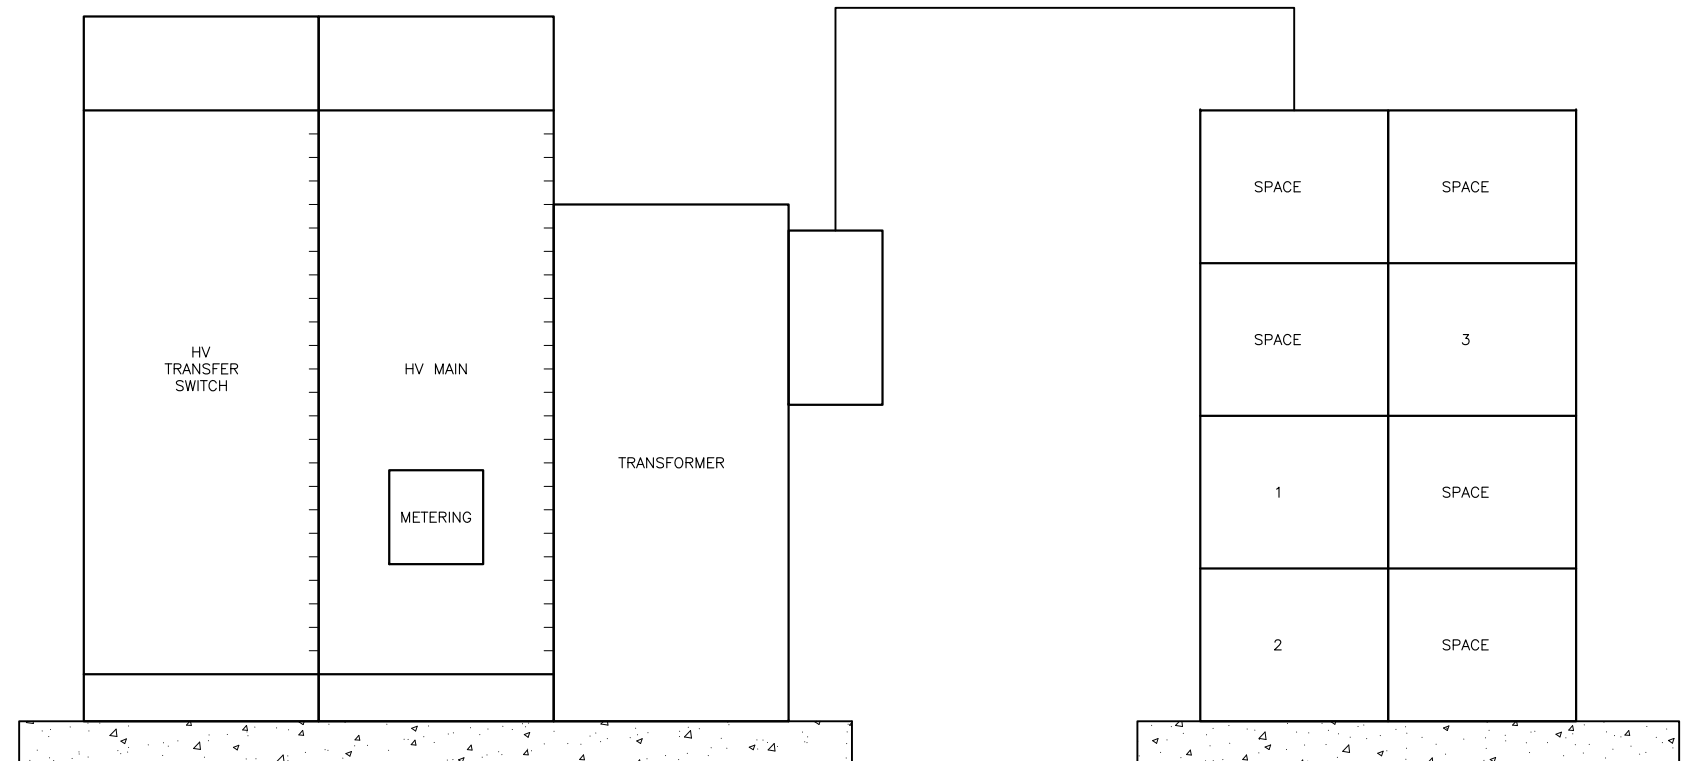 HV
TRANSFER
SWITCH
HV MAIN
METERING
TRANSFORMER
SPACE
SPACE
SPACE
3
1
SPACE
2
SPACE